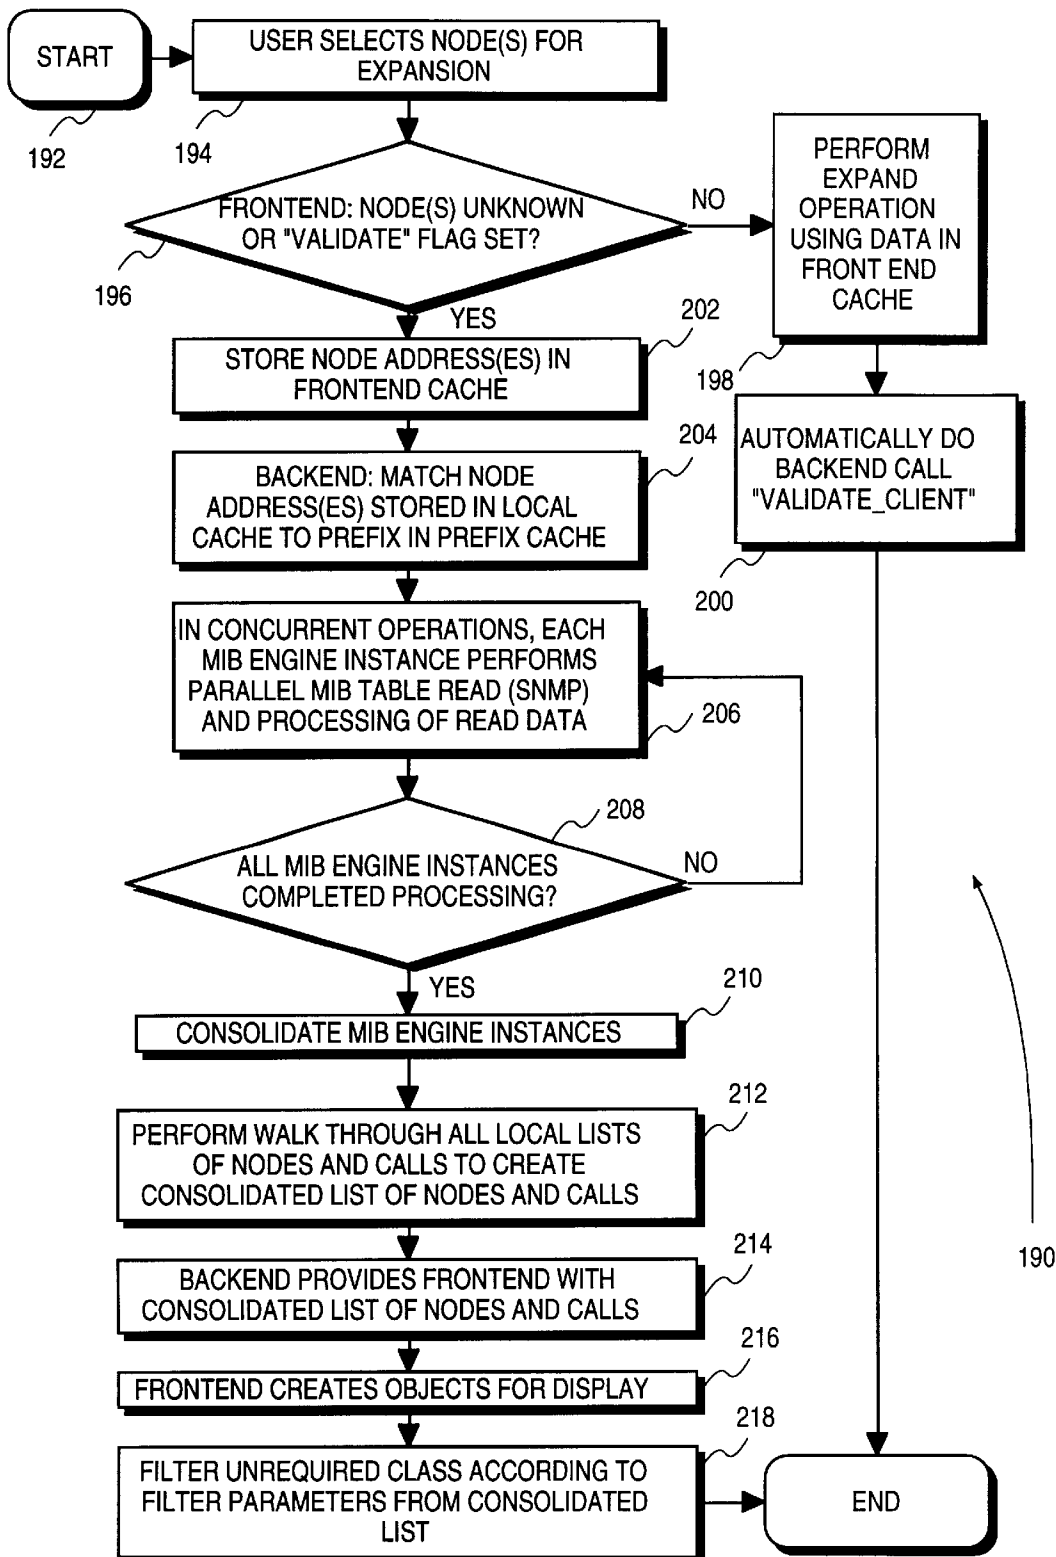 START
USER SELECTS NODE(S) FOR
EXPANSION
192
194
FRONTEND: NODE(S) UNKNOWN
OR "VALIDATE" FLAG SET?
NO
196
YES
PERFORM
EXPAND
OPERATION
USING DATA IN
FRONT END
CACHE
198
202
STORE NODE ADDRESS(ES) IN
FRONTEND CACHE
204
BACKEND: MATCH NODE
ADDRESS(ES) STORED IN LOCAL
CACHE TO PREFIX IN PREFIX CACHE
AUTOMATICALLY DO
BACKEND CALL
"VALIDATE_CLIENT"
200
IN CONCURRENT OPERATIONS, EACH
MIB ENGINE INSTANCE PERFORMS
PARALLEL MIB TABLE READ (SNMP)
AND PROCESSING OF READ DATA
206
208
ALL MIB ENGINE INSTANCES
COMPLETED PROCESSING?
NO
YES
210
CONSOLIDATE MIB ENGINE INSTANCES
212
PERFORM WALK THROUGH ALL LOCAL LISTS
OF NODES AND CALLS TO CREATE
CONSOLIDATED LIST OF NODES AND CALLS
190
214
BACKEND PROVIDES FRONTEND WITH
CONSOLIDATED LIST OF NODES AND CALLS
216
FRONTEND CREATES OBJECTS FOR DISPLAY
218
FILTER UNREQUIRED CLASS ACCORDING TO
FILTER PARAMETERS FROM CONSOLIDATED
LIST
END